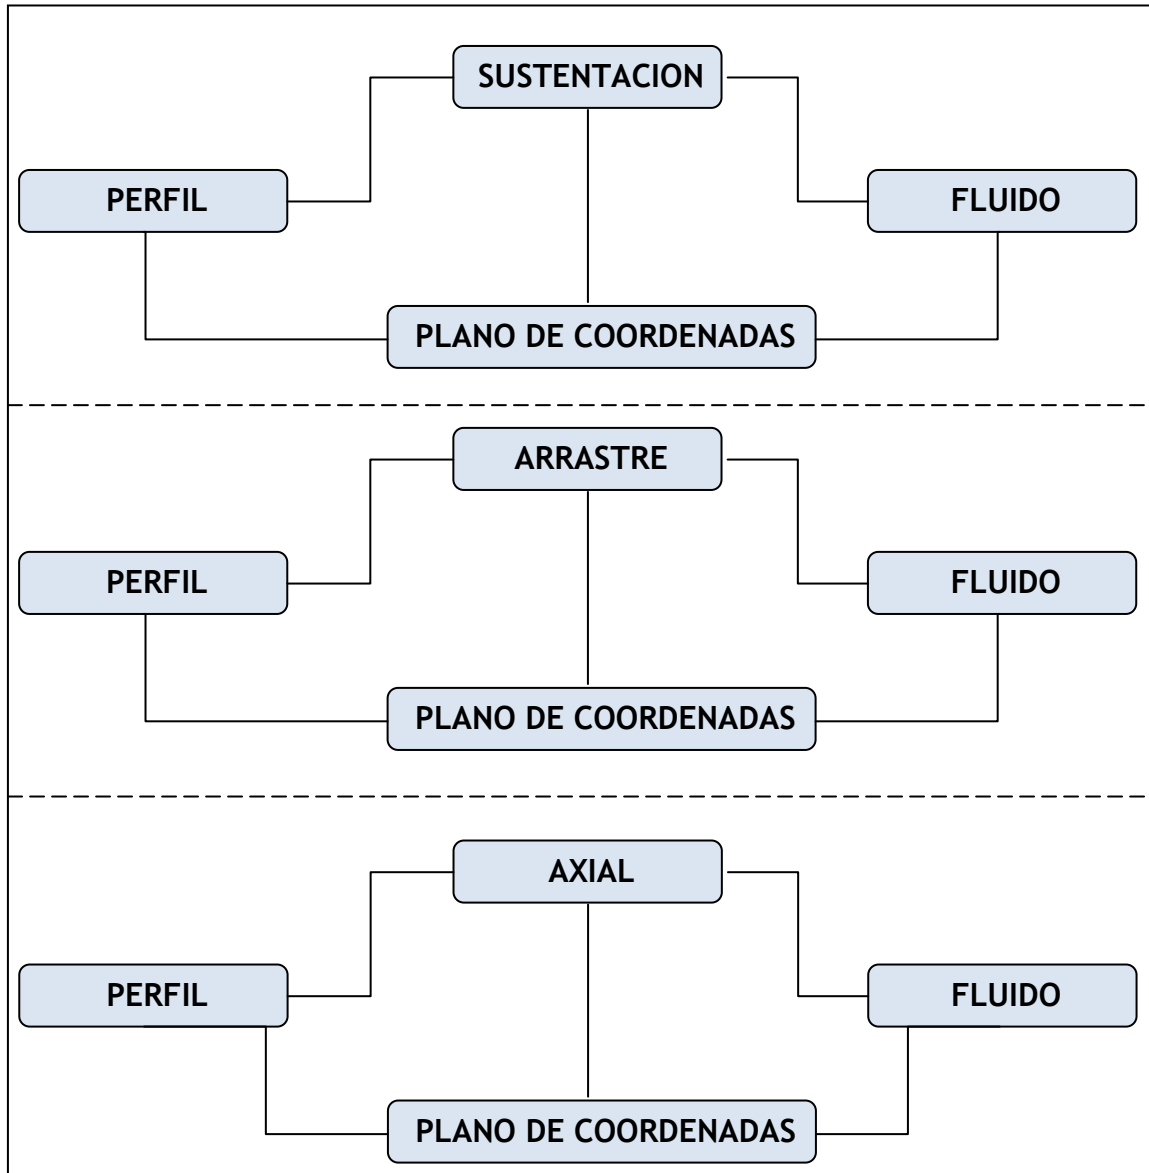 SUSTENTACION
PERFIL
FLUIDO
PLANO DE COORDENADAS
ARRASTRE
PERFIL
FLUIDO
PLANO DE COORDENADAS
AXIAL
PERFIL
FLUIDO
PLANO DE COORDENADAS